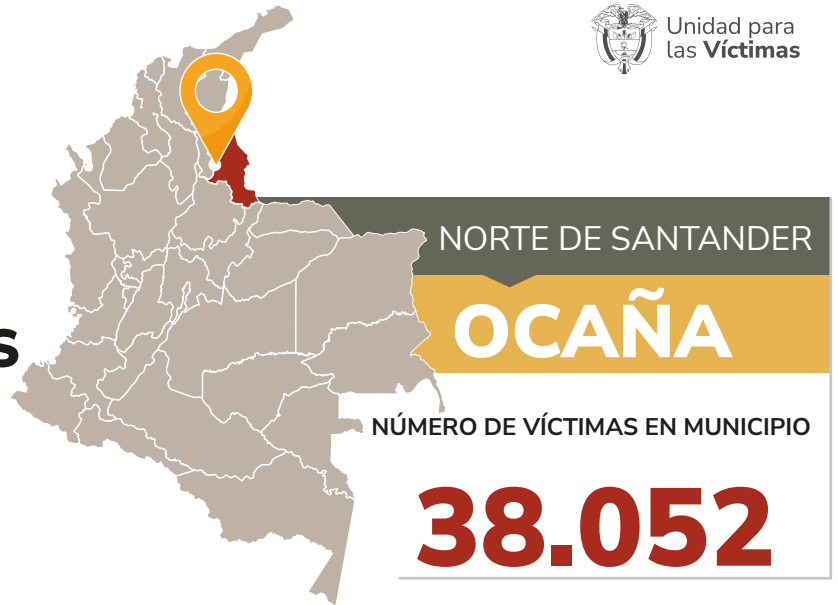 Unidad para
las Víctimas
NORTE DE SANTANDER
OCAÑA
S
NÚMERO DE VÍCTIMAS EN MUNICIPIO
38.052